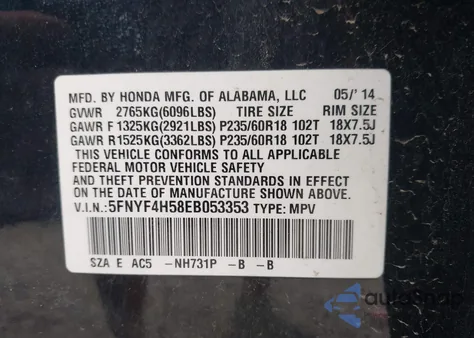 MFD. BY HONDA MFG. OF ALABAMA, LLC 05/'14
GVWR 2765KG(6096LBS) TIRE SIZE RIM SIZE
GAWR F 1325KG(2921LBS) P235/60R18 102T 18X7.5J
GAWR R 1525KG(3362LBS) P235/60R18 102T 18X7.5J
THIS VEHICLE CONFORMS TO ALL APPLICABLE
FEDERAL MOTOR VEHICLE SAFETY
AND THEFT PREVENTION STANDARDS IN EFFECT
ON THE DATE OF MANUFACTURE SHOWN ABOVE.
V.I.N.: 5FNYF4H58EB053353 TYPE: MPV
SZA E AC5 -NH731P -B -B
autosnap